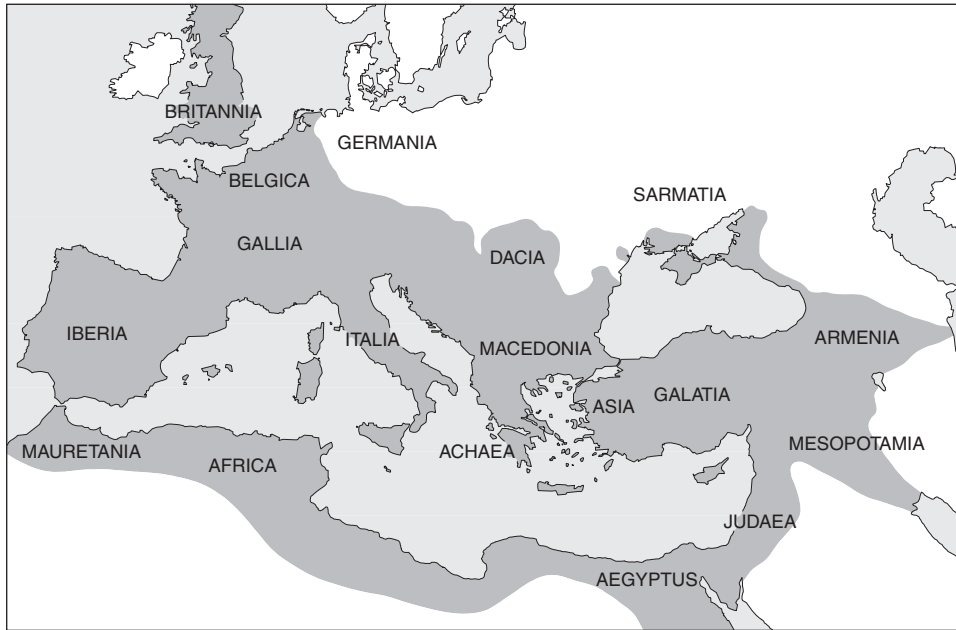 BRITANNIA
GERMANIA
BELGICA
SARMATIA
GALLIA
DACIA
IBERIA
ITALIA
MACEDONIA
ARMENIA
ASIA
GALATIA
MAURETANIA
AFRICA
ACHAEA
MESOPOTAMIA
JUDAEA
AEGYPTUS